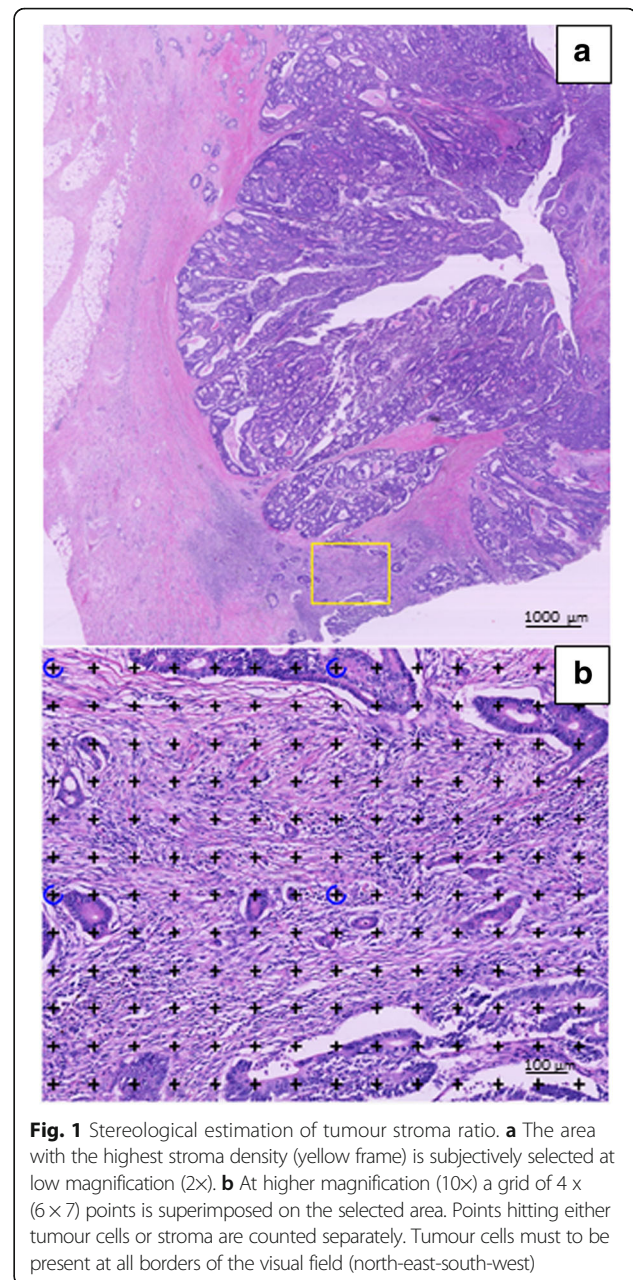 a
1000 µm
b
100 µm
Fig. 1 Stereological estimation of tumour stroma ratio. a The area
with the highest stroma density (yellow frame) is subjectively selected at
low magnification (2×). b At higher magnification (10×) a grid of 4 x
(6 × 7) points is superimposed on the selected area. Points hitting either
tumour cells or stroma are counted separately. Tumour cells must to be
present at all borders of the visual field (north-east-south-west)